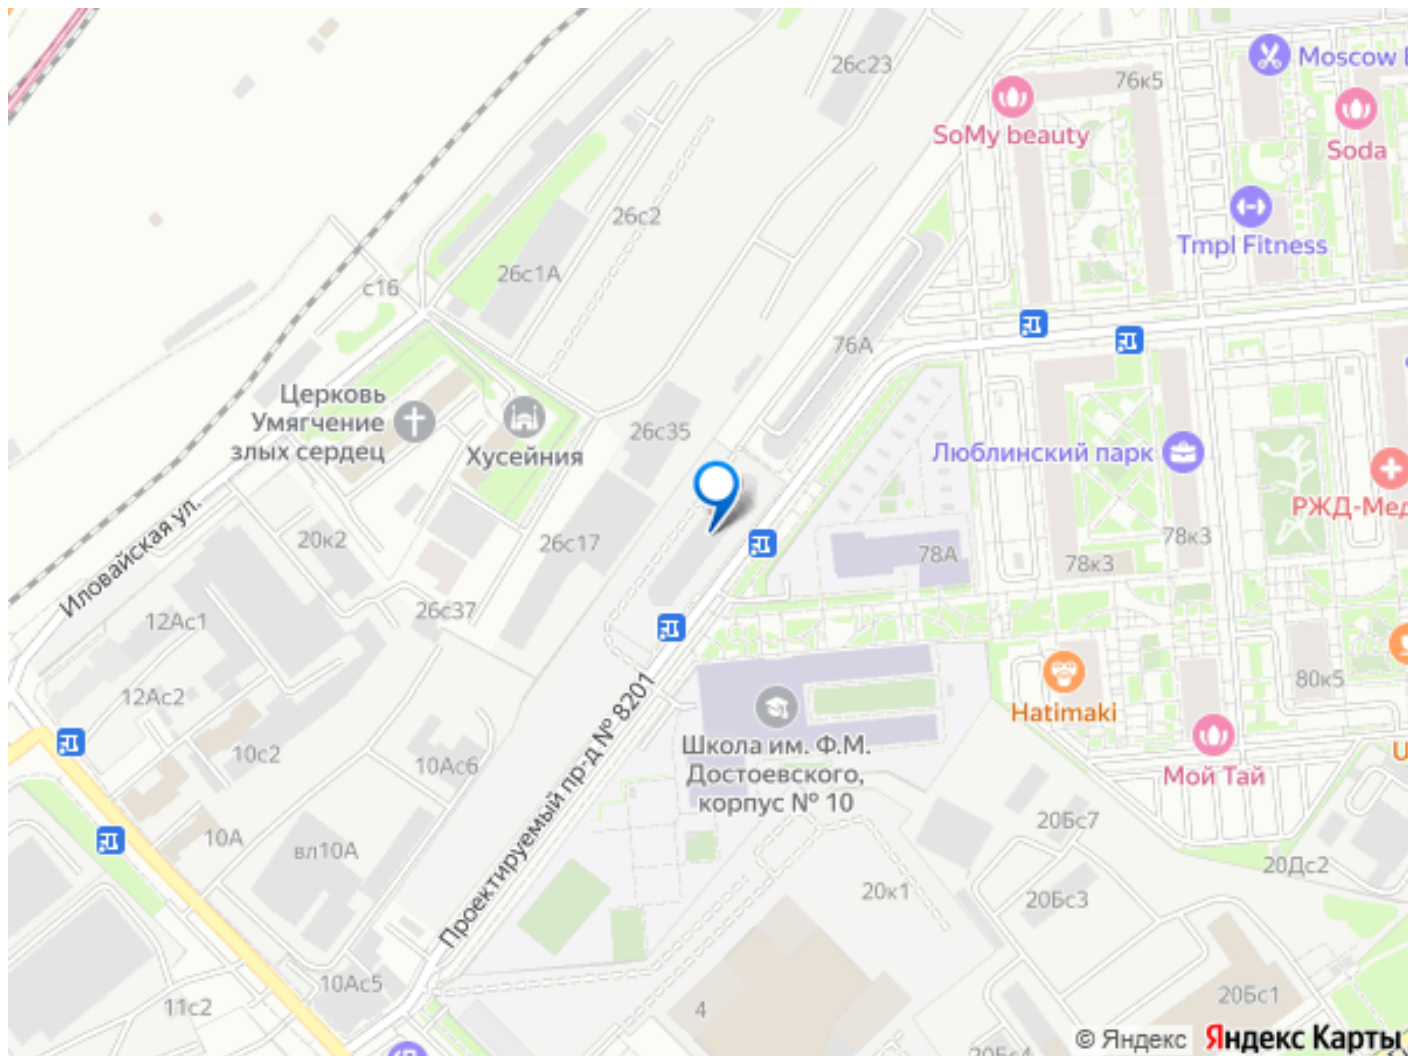 26с23
76к5
Moscow
SoMy beauty
Soda
26с2
Tmpl Fitness
26с1А
с16
76А
Церковь
Умягчение
злых сердец
26с35
Хусейния
Люблинский парк
РЖД-Мед
Иловайская ул.
20к2
26с17
78А
78к3
78к3
26с37
12Ас1
12Ас2
80к5
Hatimaki
Проектируемый пр-д № 8201
Школа им. Ф.М.
Достоевского,
корпус № 10
10с2
10Ас6
Мой Тай
10А
вл10А
20Бс7
20Дс2
20к1
20Бс3
10Ас5
11с2
4
20Бс1
20Бс4
© Яндекс
Яндекс Карты